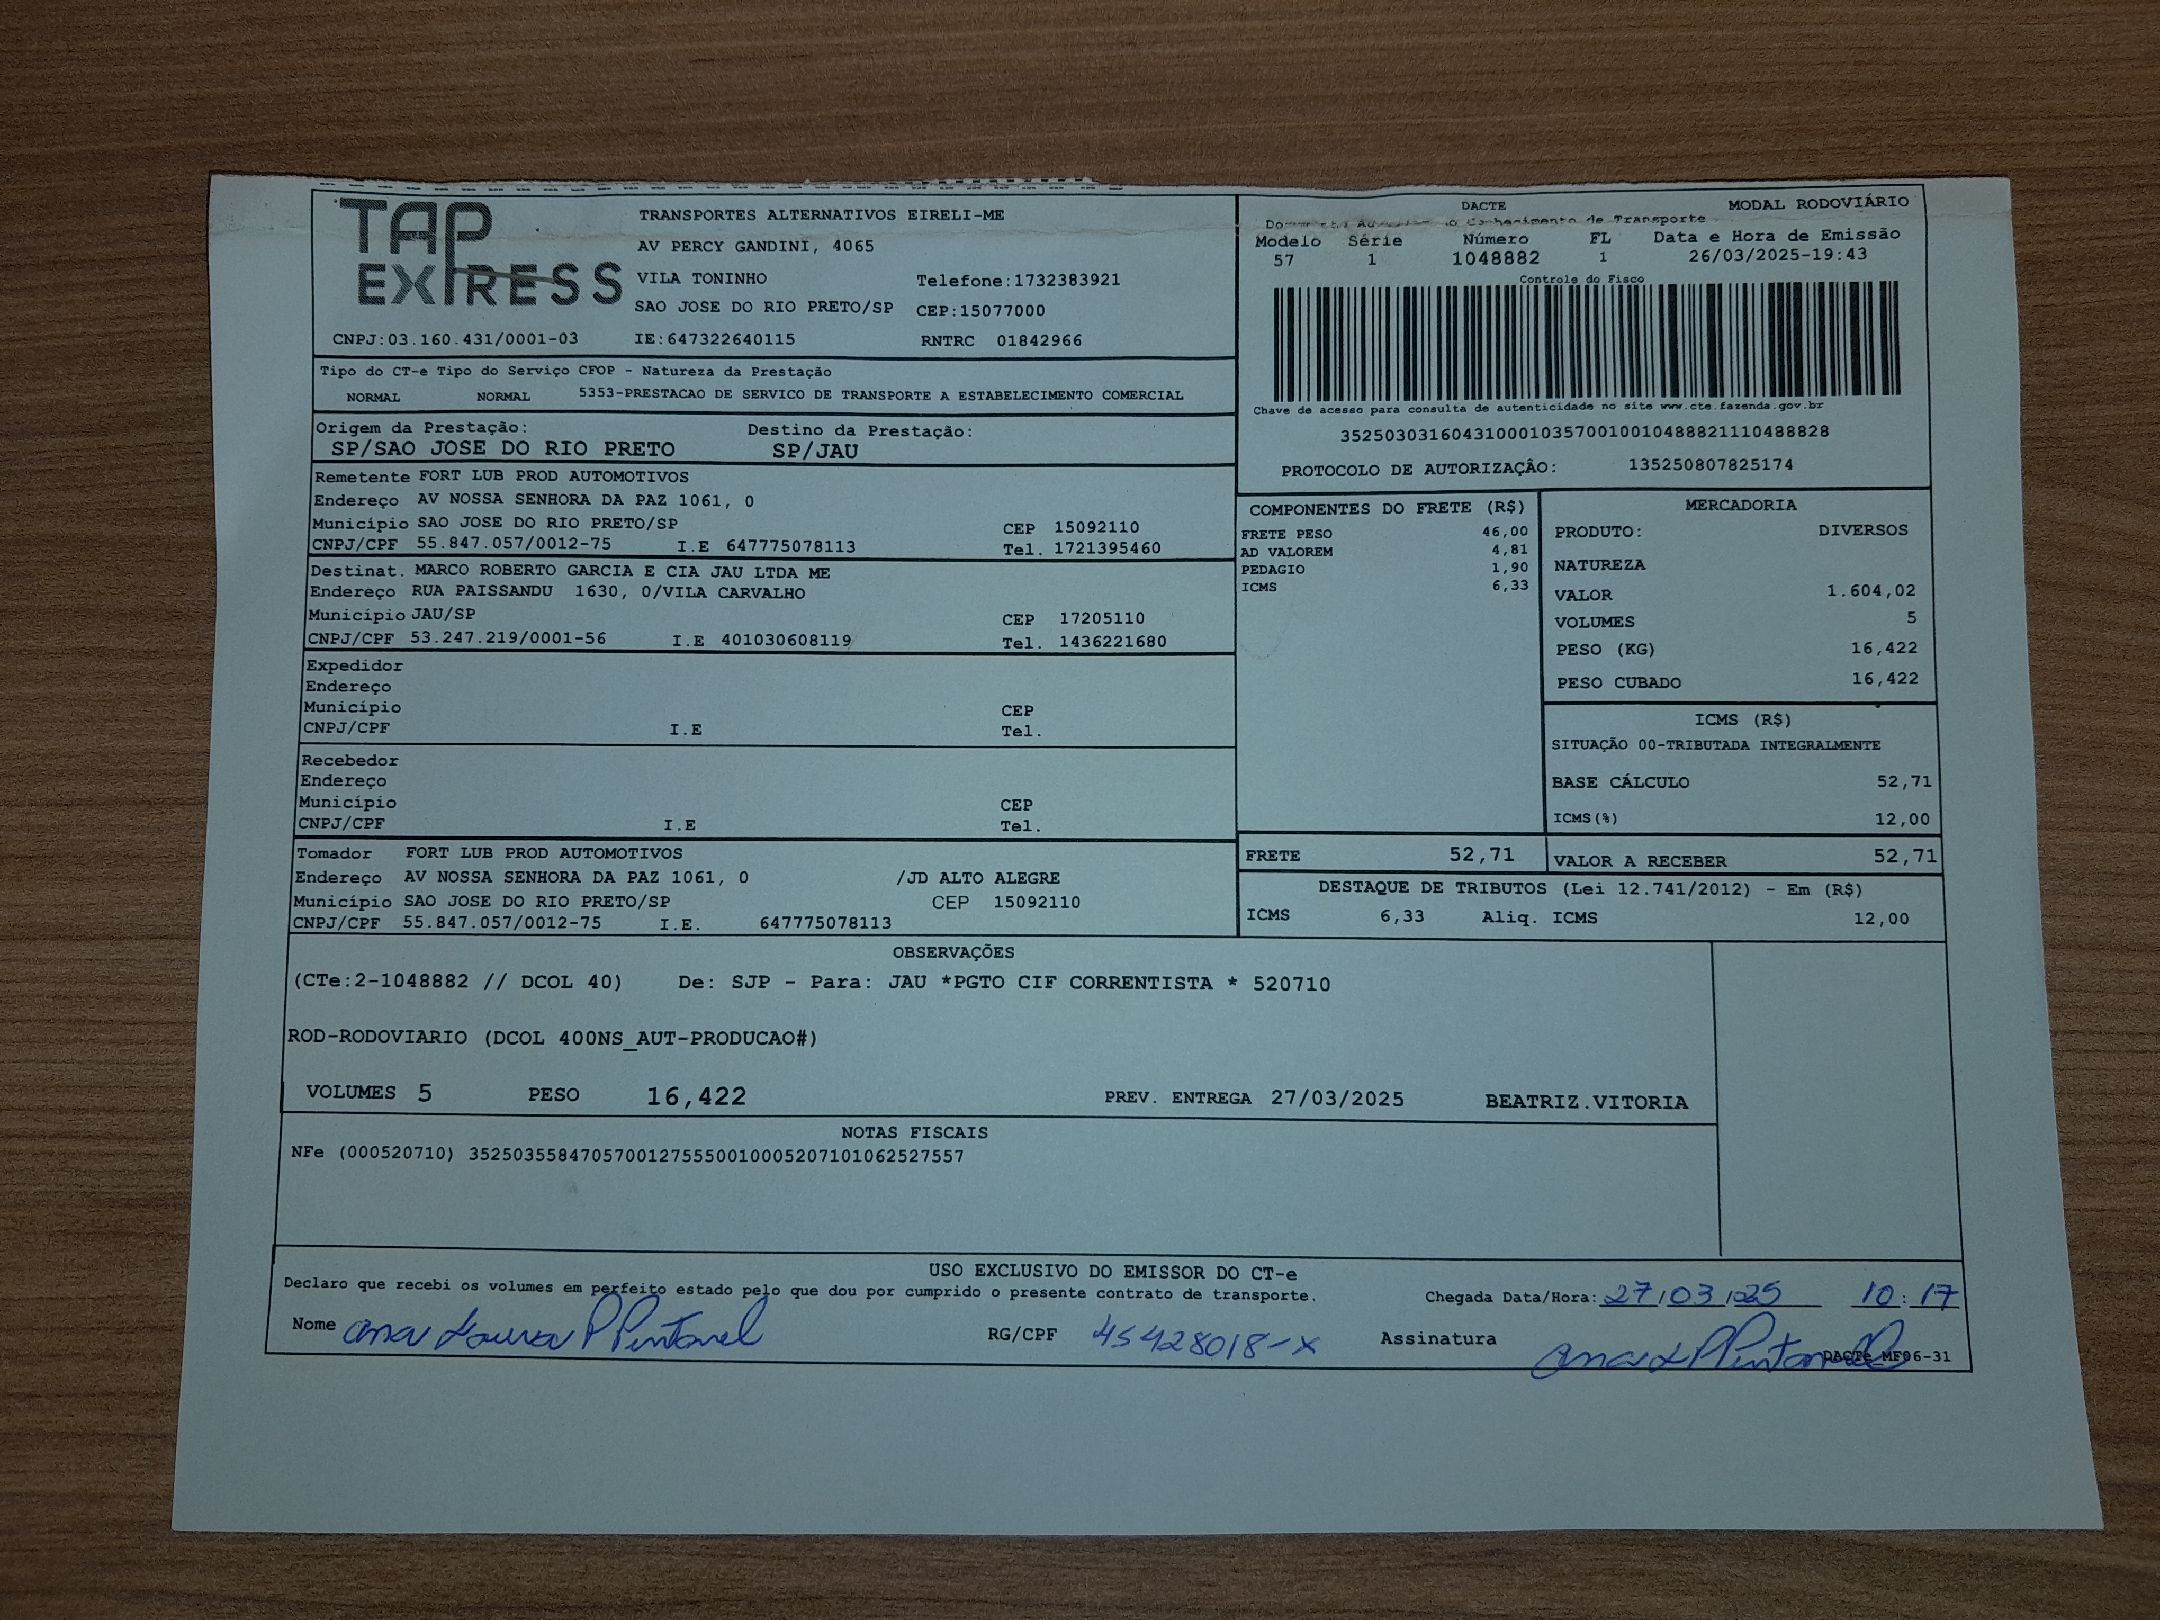 TAP
EXPRESS
TRANSPORTES ALTERNATIVOS EIRELI-ME
AV PERCY GANDINI, 4065
VILA TONINHO Telefone:1732383921
SAO JOSE DO RIO PRETO/SP CEP:15077000
CNPJ:03.160.431/0001-03 IE:647322640115 RNTRC 01842966
DACTE MODAL RODOVIÁRIO
Conhecimento de Transporte
Modelo Série Número FL Data e Hora de Emissão
57 1 1048882 1 26/03/2025-19:43
Controle do Fisco
Chave de acesso para consulta de autenticidade no site www.cte.fazenda.gov.br
35250303160431000103570010010488821110488828
PROTOCOLO DE AUTORIZAÇÂO: 135250807825174
Tipo do CT-e Tipo do Serviço CFOP - Natureza da Prestação
NORMAL NORMAL 5353-PRESTACAO DE SERVICO DE TRANSPORTE A ESTABELECIMENTO COMERCIAL
Origem da Prestação: Destino da Prestação:
SP/SAO JOSE DO RIO PRETO SP/JAU
Remetente FORT LUB PROD AUTOMOTIVOS
Endereço AV NOSSA SENHORA DA PAZ 1061, 0
Município SAO JOSE DO RIO PRETO/SP CEP 15092110
CNPJ/CPF 55.847.057/0012-75 I.E 647775078113 Tel. 1721395460
Destinat. MARCO ROBERTO GARCIA E CIA JAU LTDA ME
Endereço RUA PAISSANDU 1630, 0/VILA CARVALHO
Município JAU/SP CEP 17205110
CNPJ/CPF 53.247.219/0001-56 I.E 401030608119 Tel. 1436221680
Expedidor
Endereço
Município CEP
CNPJ/CPF I.E Tel.
Recebedor
Endereço
Município CEP
CNPJ/CPF I.E Tel.
Tomador FORT LUB PROD AUTOMOTIVOS
Endereço AV NOSSA SENHORA DA PAZ 1061, 0 /JD ALTO ALEGRE
Município SAO JOSE DO RIO PRETO/SP CEP 15092110
CNPJ/CPF 55.847.057/0012-75 I.E. 647775078113
COMPONENTES DO FRETE (R$)
FRETE PESO 46,00
AD VALOREM 4,81
PEDAGIO 1,90
ICMS 6,33
MERCADORIA
PRODUTO: DIVERSOS
NATUREZA
VALOR 1.604,02
VOLUMES 5
PESO (KG) 16,422
PESO CUBADO 16,422
ICMS (R$)
SITUAÇÃO 00-TRIBUTADA INTEGRALMENTE
BASE CÁLCULO 52,71
ICMS(%) 12,00
FRETE 52,71 VALOR A RECEBER 52,71
DESTAQUE DE TRIBUTOS (Lei 12.741/2012) - Em (R$)
ICMS 6,33 Aliq. ICMS 12,00
OBSERVAÇÕES
(CTe:2-1048882 // DCOL 40) De: SJP - Para: JAU *PGTO CIF CORRENTISTA * 520710
ROD-RODOVIARIO (DCOL 400NS_AUT-PRODUCAO#)
VOLUMES 5 PESO 16,422 PREV. ENTREGA 27/03/2025 BEATRIZ.VITORIA
NOTAS FISCAIS
NFe (000520710) 35250355847057001275550010005207101062527557
USO EXCLUSIVO DO EMISSOR DO CT-e
Declaro que recebi os volumes em perfeito estado pelo que dou por cumprido o presente contrato de transporte. Chegada Data/Hora: 27/03/25 10:17
Nome Ana Laura P Pintanel RG/CPF 45428018-X Assinatura Ana L P
DACTe_MF06-31